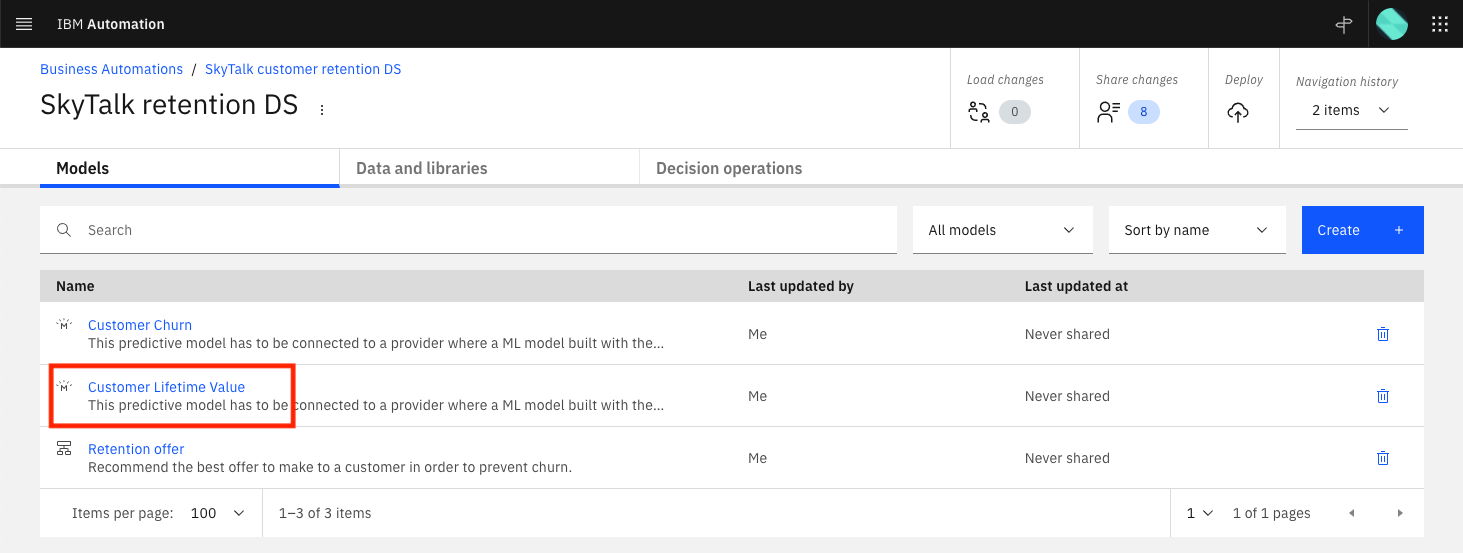 IBM Automation
Business Automations / SkyTalk customer retention DS
SkyTalk retention DS
Load changes
0
Share changes
8
Deploy
Navigation history
2 items
Models
Data and libraries
Decision operations
Search
All models
Sort by name
Create +
Name Last updated by Last updated at
Customer Churn
This predictive model has to be connected to a provider where a ML model built with the...
Me
Never shared
Customer Lifetime Value
This predictive model has to be connected to a provider where a ML model built with the...
Me
Never shared
Retention offer
Recommend the best offer to make to a customer in order to prevent churn.
Me
Never shared
Items per page: 100
1–3 of 3 items
1
1 of 1 pages